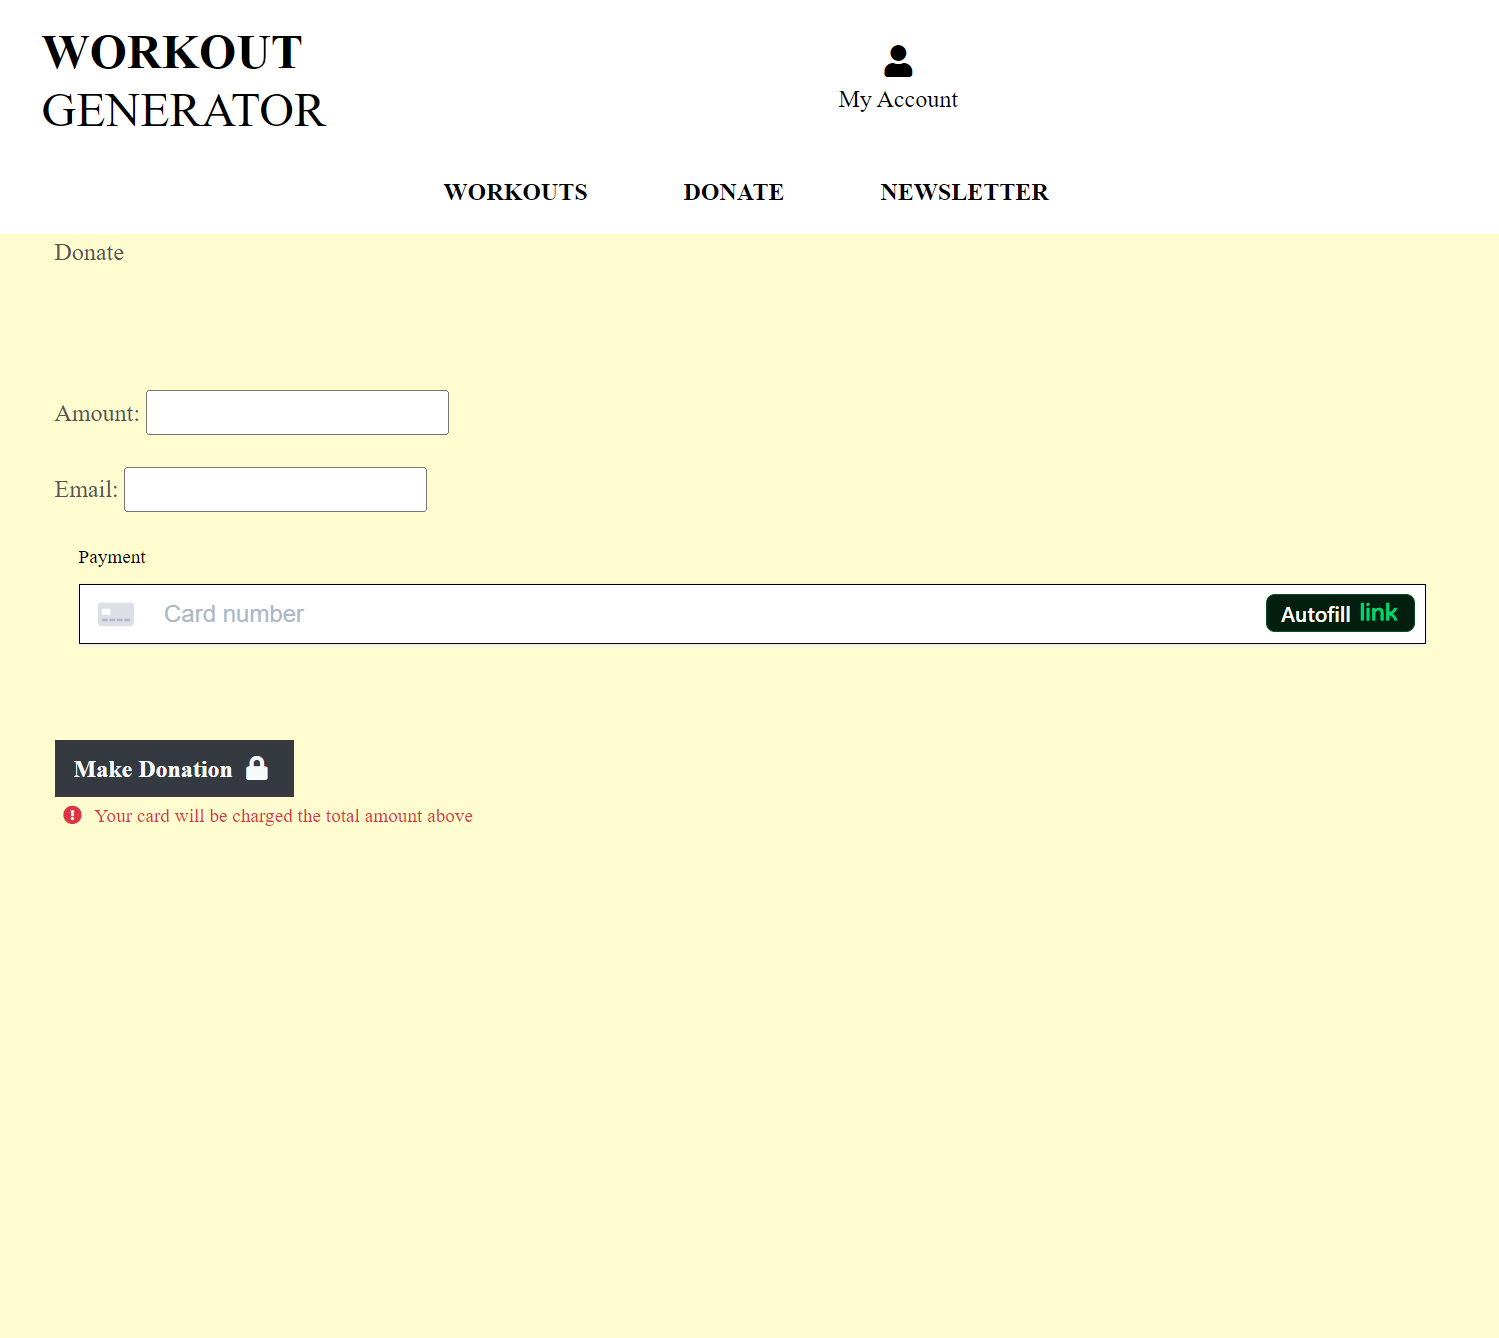 WORKOUT
GENERATOR
My Account
WORKOUTS DONATE NEWSLETTER
Donate
Amount:
Email:
Payment
Card number Autofill link
Make Donation
Your card will be charged the total amount above